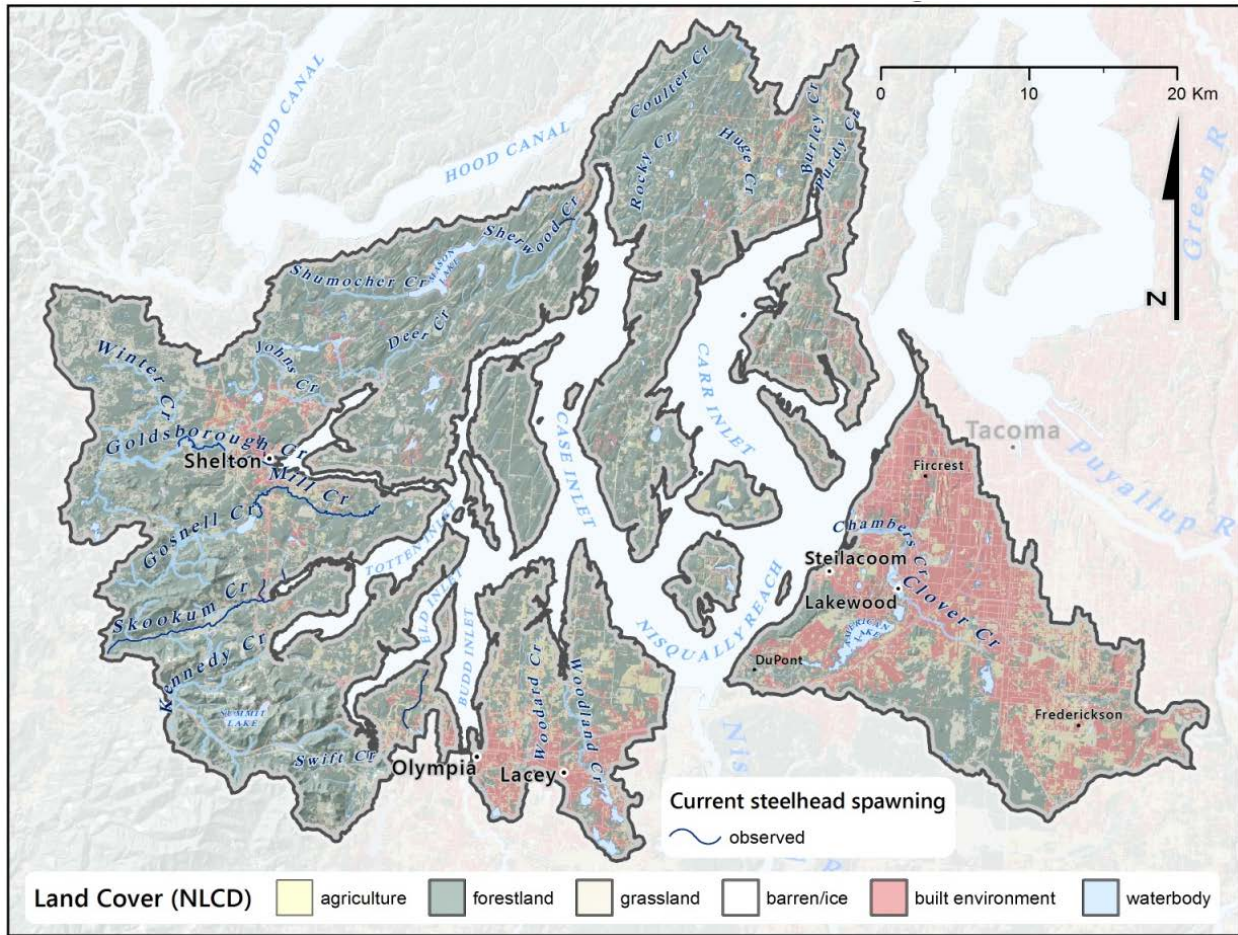 HOOD CANAL
HOOD CANAL
Coulter Cr
Rocky Cr
Huge Cr
Burley Cr
Purdy Cr
0 10 20 Km
Green R
N
Sherwood Cr
Shumocher Cr
MASON LAKE
Deer Cr
Johns Cr
Winter Cr
Goldsborough Cr
Shelton
Mill Cr
Gosnell Cr
CASE INLET
CARR INLET
Tacoma
Puyallup R
Fircrest
Chambers Cr
Steilacoom
Lakewood
Clover Cr
AMERICAN LAKE
DuPont
Frederickson
TOTTEN INLET
ELD INLET
BUDD INLET
NISQUALLY REACH
Skookum Cr
Kennedy Cr
SUMMIT LAKE
Swift Cr
Olympia
Lacey
Woodard Cr
Woodland Cr
Current steelhead spawning
observed
Land Cover (NLCD)
agriculture
forestland
grassland
barren/ice
built environment
waterbody